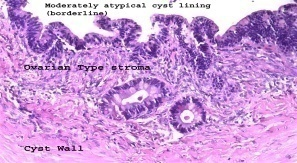 Moderately atypical cyst lining
(borderline)
Ovarian Type stroma
Cyst Wall